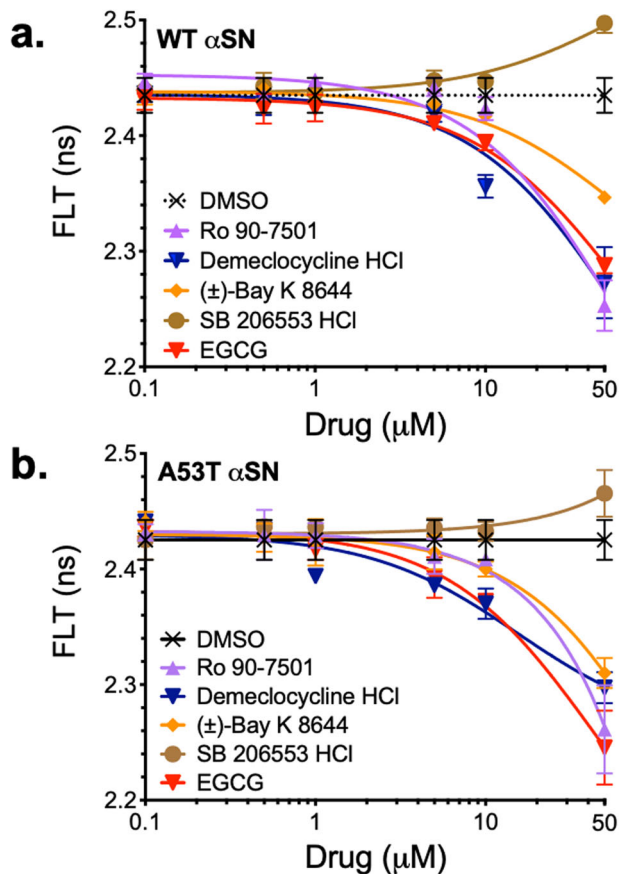 a.
WT αSN
2.5
2.4
2.3
2.2
FLT (ns)
DMSO
Ro 90-7501
Demeclocycline HCl
(±)-Bay K 8644
SB 206553 HCl
EGCG
0.1
1
10
50
Drug (μM)
b.
A53T αSN
2.5
2.4
2.3
2.2
FLT (ns)
DMSO
Ro 90-7501
Demeclocycline HCl
(±)-Bay K 8644
SB 206553 HCl
EGCG
0.1
1
10
50
Drug (μM)